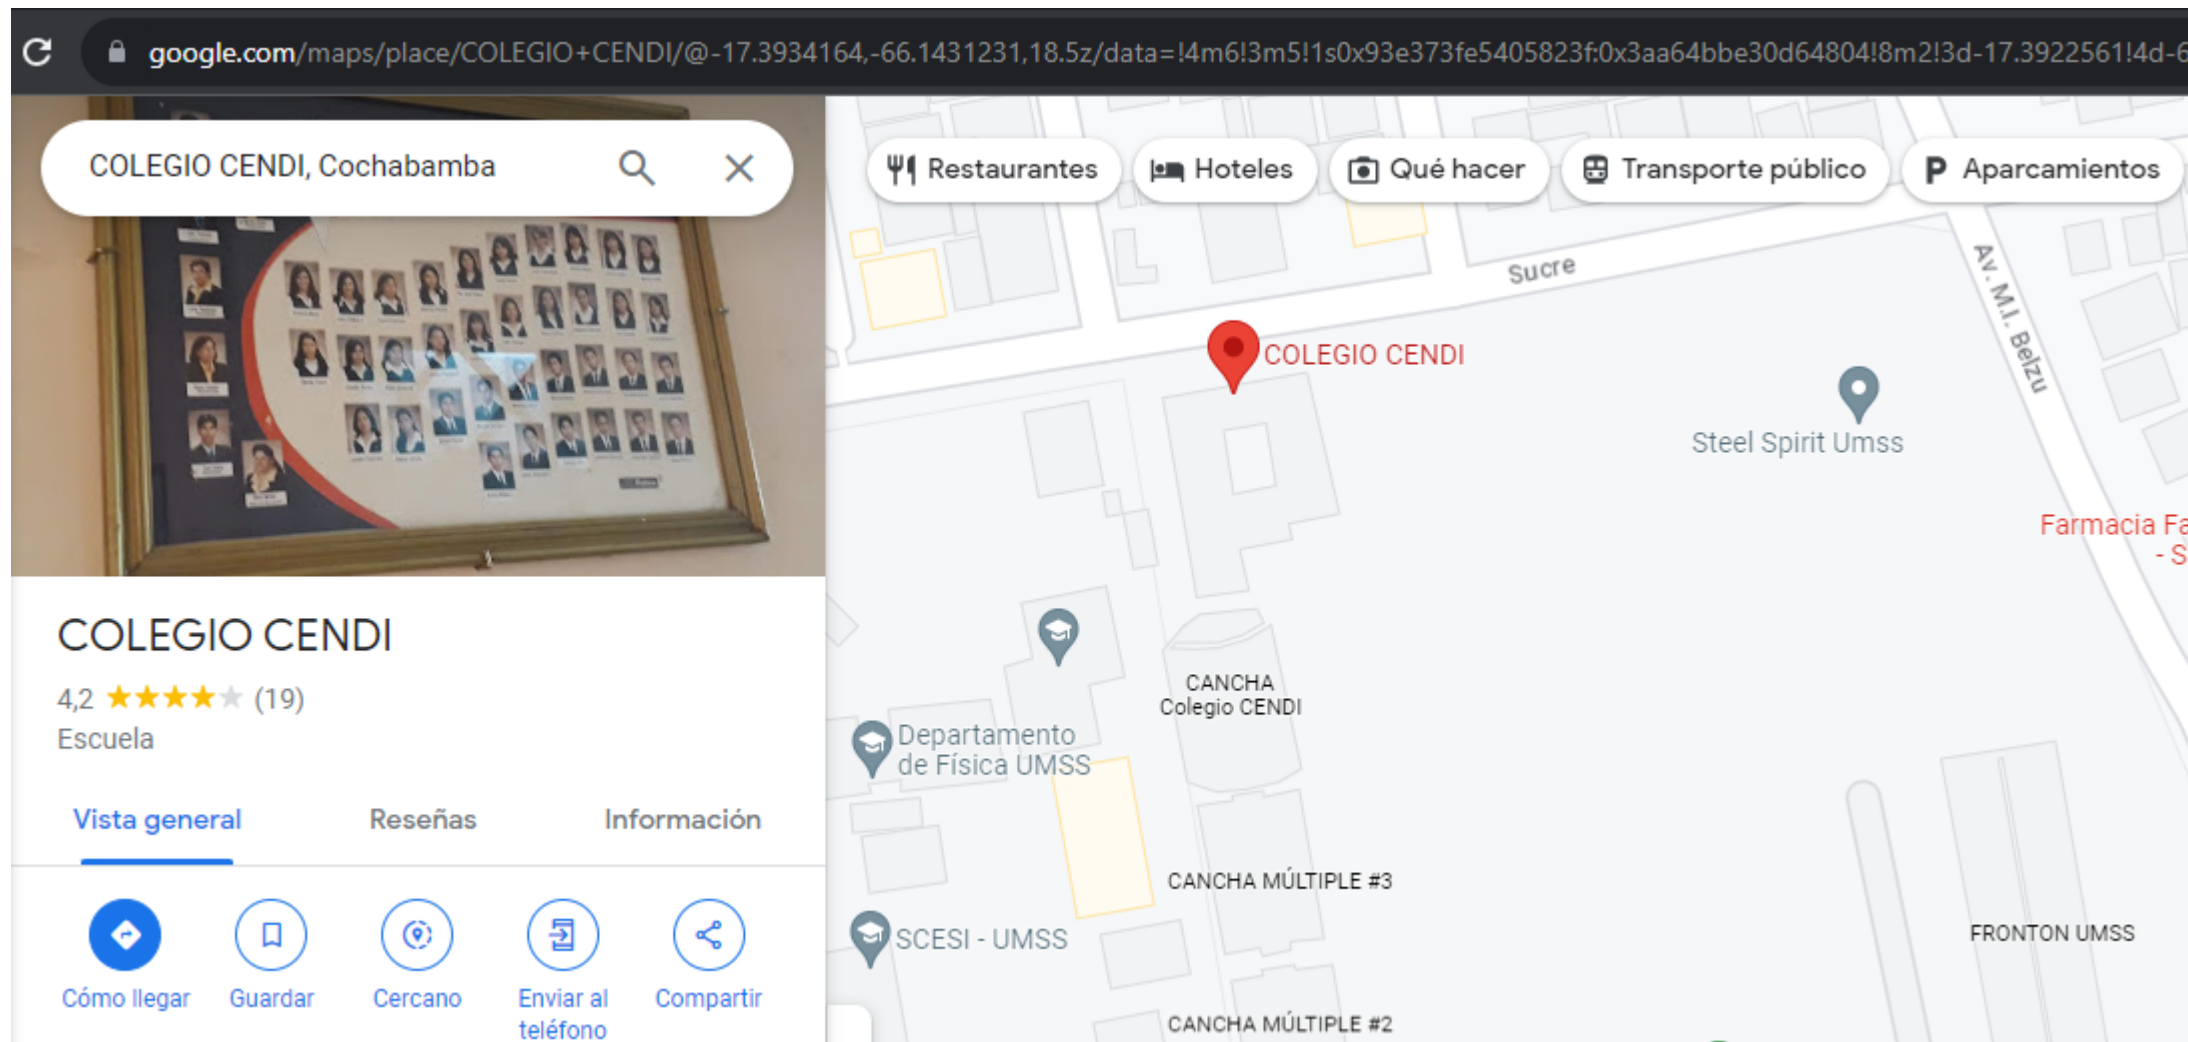 google.com/maps/place/COLEGIO+CENDI/@-17.3934164,-66.1431231,18.5z/data=!4m6!3m5!1s0x93e373fe5405823f:0x3aa64bbe30d64804!8m2!3d-17.3922561!4d-6
COLEGIO CENDI, Cochabamba
Restaurantes
Hoteles
Qué hacer
Transporte público
P Aparcamientos
COLEGIO CENDI
4,2 (19)
Escuela
Vista general
Reseñas
Información
Cómo llegar
Guardar
Cercano
Enviar al
teléfono
Compartir
Sucre
Av. M.I. Belzu
COLEGIO CENDI
Steel Spirit Umss
Farmacia Fa
- S
CANCHA
Colegio CENDI
Departamento
de Física UMSS
CANCHA MÚLTIPLE #3
SCESI - UMSS
FRONTON UMSS
CANCHA MÚLTIPLE #2